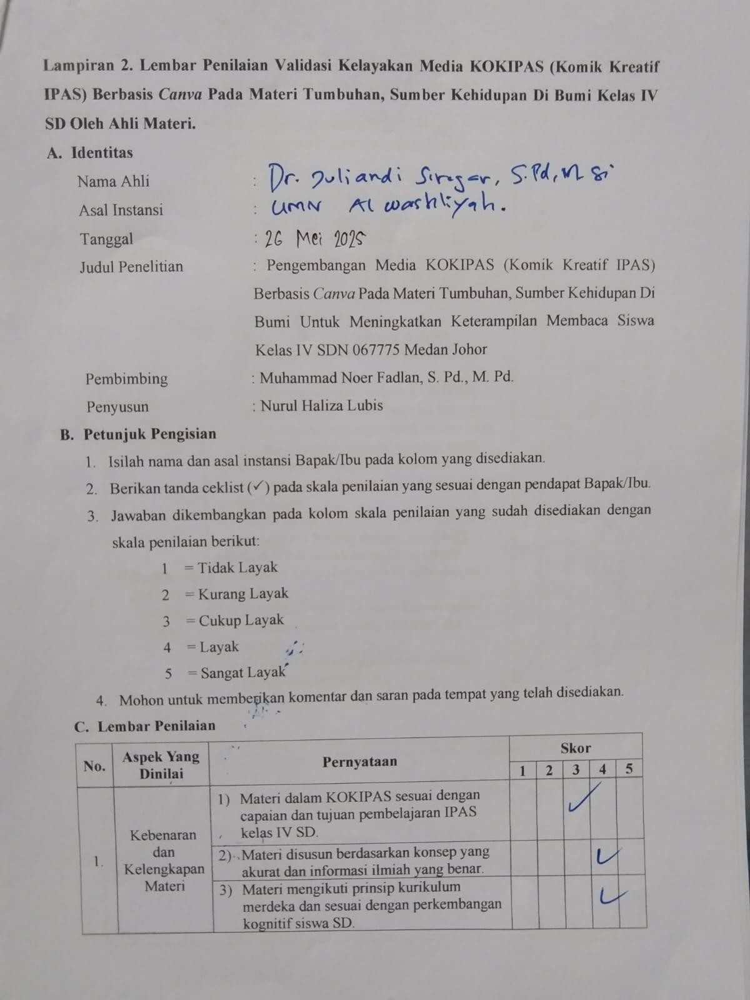 Lampiran 2. Lembar Penilaian Validasi Kelayakan Media KOKIPAS (Komik Kreatif
IPAS) Berbasis Canva Pada Materi Tumbuhan, Sumber Kehidupan Di Bumi Kelas IV
SD Oleh Ahli Materi.
A. Identitas
Nama Ahli : Dr. Juliandi Siregar, S.Pd, M Si
Asal Instansi : UMN Al washliyah.
Tanggal : 26 Mei 2025
Judul Penelitian : Pengembangan Media KOKIPAS (Komik Kreatif IPAS)
Berbasis Canva Pada Materi Tumbuhan, Sumber Kehidupan Di
Bumi Untuk Meningkatkan Keterampilan Membaca Siswa
Kelas IV SDN 067775 Medan Johor
Pembimbing : Muhammad Noer Fadlan, S. Pd., M. Pd.
Penyusun : Nurul Haliza Lubis
B. Petunjuk Pengisian
1. Isilah nama dan asal instansi Bapak/Ibu pada kolom yang disediakan.
2. Berikan tanda ceklist (✓) pada skala penilaian yang sesuai dengan pendapat Bapak/Ibu.
3. Jawaban dikembangkan pada kolom skala penilaian yang sudah disediakan dengan
skala penilaian berikut:
1 = Tidak Layak
2 = Kurang Layak
3 = Cukup Layak
4 = Layak
5 = Sangat Layak
4. Mohon untuk memberikan komentar dan saran pada tempat yang telah disediakan.
C. Lembar Penilaian
No. Aspek Yang Dinilai Pernyataan Skor
1 2 3 4 5
1. Kebenaran dan Kelengkapan Materi
1) Materi dalam KOKIPAS sesuai dengan
capaian dan tujuan pembelajaran IPAS
kelas IV SD. ✓
2) Materi disusun berdasarkan konsep yang
akurat dan informasi ilmiah yang benar. ✓
3) Materi mengikuti prinsip kurikulum
merdeka dan sesuai dengan perkembangan
kognitif siswa SD. ✓